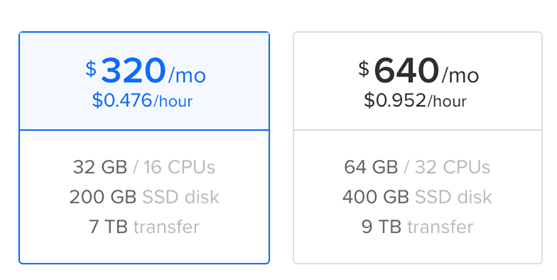 $320/mo
$0.476/hour
32 GB / 16 CPUs
200 GB SSD disk
7 TB transfer
$640/mo
$0.952/hour
64 GB / 32 CPUs
400 GB SSD disk
9 TB transfer